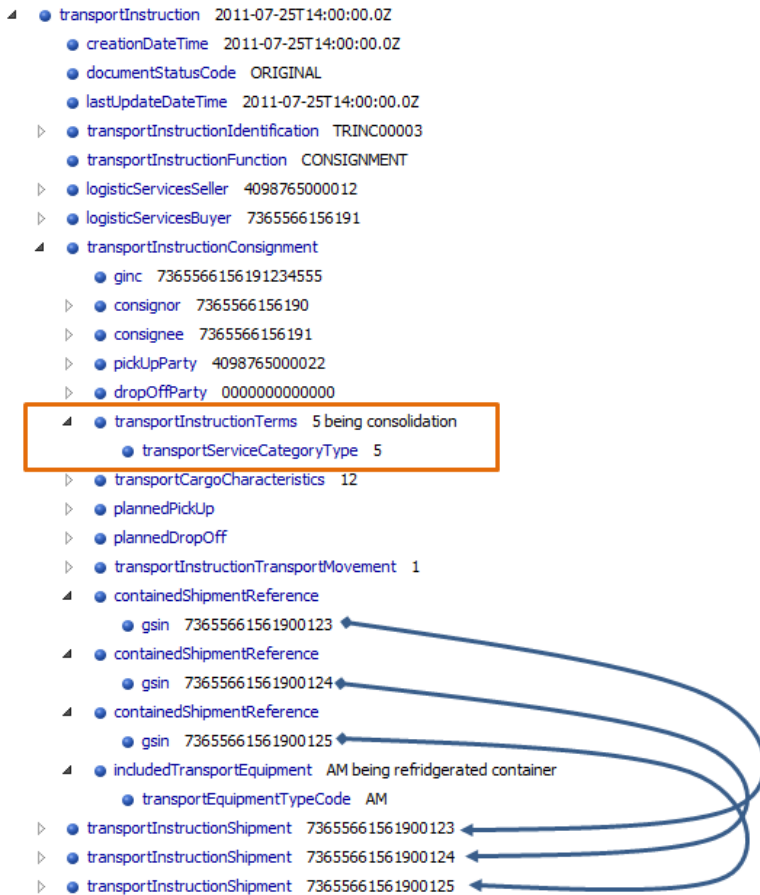 transportInstruction 2011-07-25T14:00:00.0Z
creationDateTime 2011-07-25T14:00:00.0Z
documentStatusCode ORIGINAL
lastUpdateDateTime 2011-07-25T14:00:00.0Z
transportInstructionIdentification TRINC00003
transportInstructionFunction CONSIGNMENT
logisticServicesSeller 4098765000012
logisticServicesBuyer 7365566156191
transportInstructionConsignment
ginc 7365566156191234555
consignor 7365566156190
consignee 7365566156191
pickUpParty 4098765000022
dropOffParty 0000000000000
transportInstructionTerms 5 being consolidation
transportServiceCategoryType 5
transportCargoCharacteristics 12
plannedPickUp
plannedDropOff
transportInstructionTransportMovement 1
containedShipmentReference
gsin 73655661561900123
containedShipmentReference
gsin 73655661561900124
containedShipmentReference
gsin 73655661561900125
includedTransportEquipment AM being refridgerated container
transportEquipmentTypeCode AM
transportInstructionShipment 73655661561900123
transportInstructionShipment 73655661561900124
transportInstructionShipment 73655661561900125